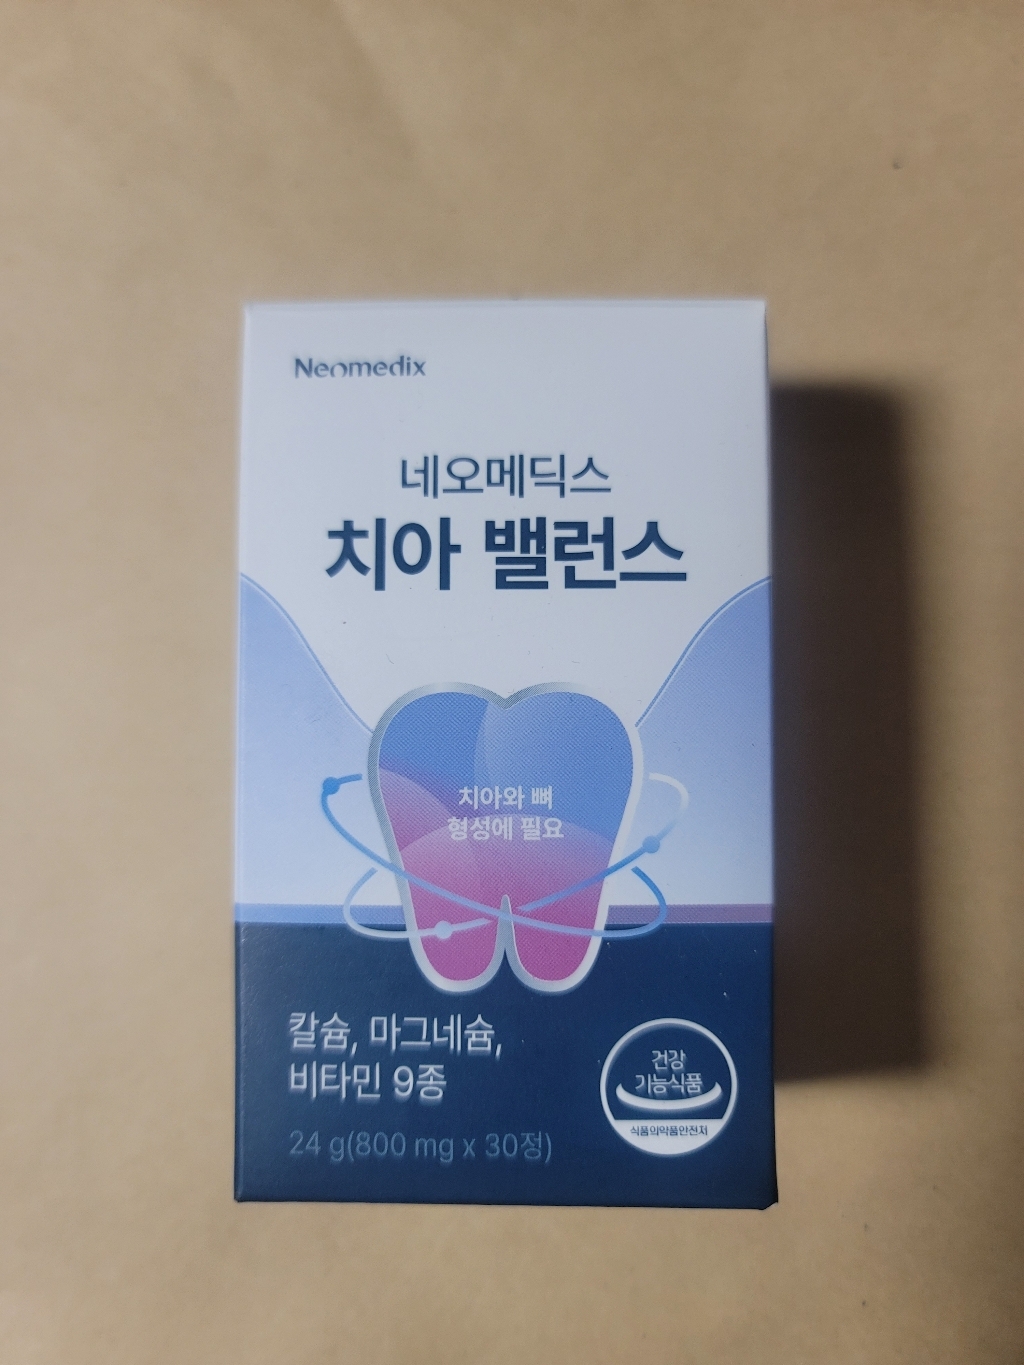 Neomedix
네오메딕스
치아 밸런스
치아와 뼈
형성에 필요
칼슘, 마그네슘,
비타민 9종
24 g(800 mg x 30정)
건강
기능식품
식품의약품안전처